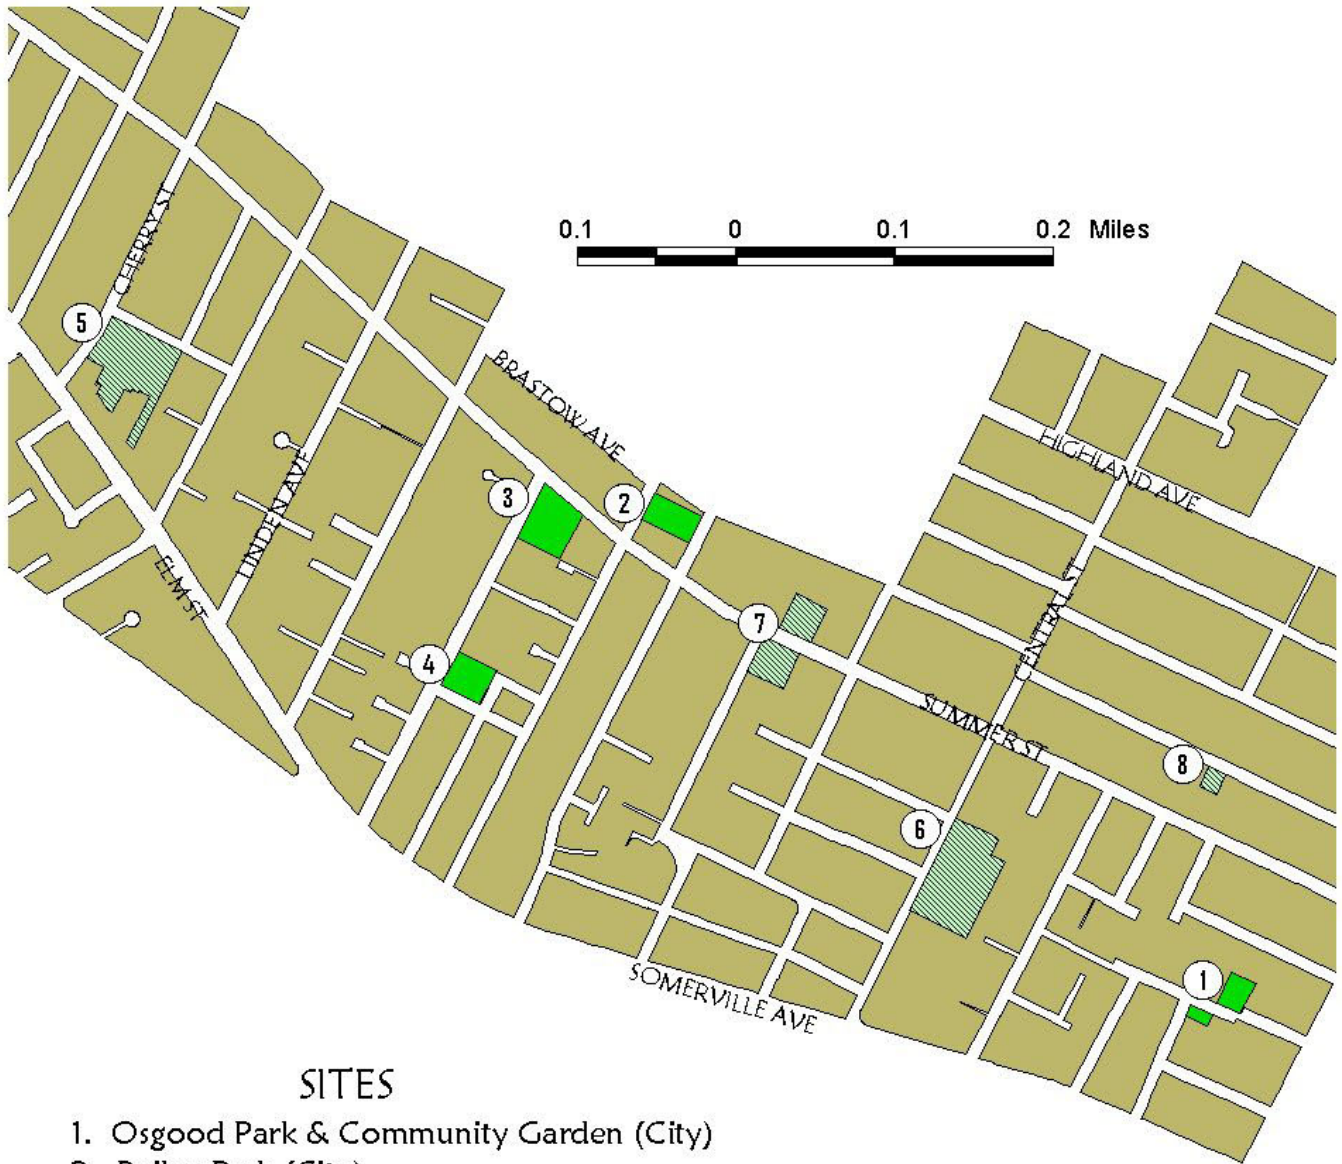 CHERRY ST
0.1 0 0.1 0.2 Miles
5
BRASTOW AVE
HIGHLAND AVE
LINDEN AVE
3
2
ELM ST
CENTRAL ST
7
4
SUMMER ST
8
6
1
SOMERVILLE AVE
SITES
1. Osgood Park & Community Garden (City)